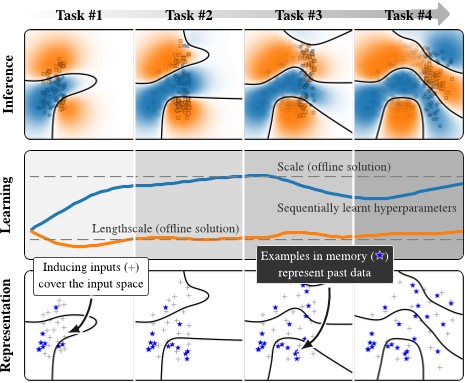 Task #1
Task #2
Task #3
Task #4
Inference
Learning
Scale (offline solution)
Sequentially learnt hyperparameters
Lengthscale (offline solution)
Representation
Inducing inputs (+)
cover the input space
Examples in memory (★)
represent past data